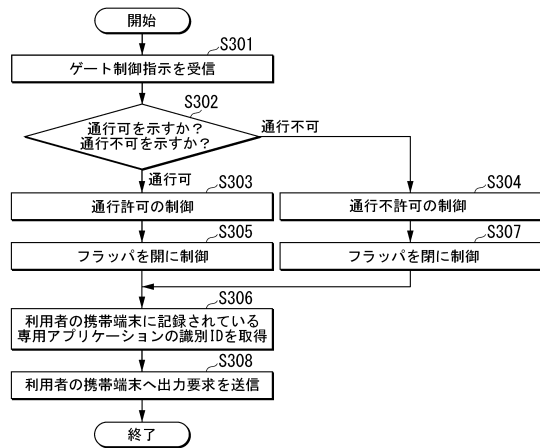 開始
S301
ゲート制御指示を受信
S302
通行可を示すか?
通行不可を示すか?
通行不可
通行可
S303
通行許可の制御
S304
通行不許可の制御
S305
フラッパを開に制御
S307
フラッパを閉に制御
S306
利用者の携帯端末に記録されている
専用アプリケーションの識別IDを取得
S308
利用者の携帯端末へ出力要求を送信
終了